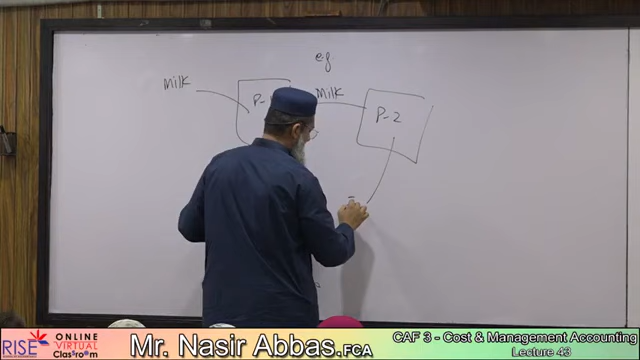 eg
Milk
P-
Milk
P-2
RISE
ONLINE
VIRTUAL
Classroom
Mr. Nasir Abbas.FCA
CAF 3 - Cost & Management Accounting
Lecture 43